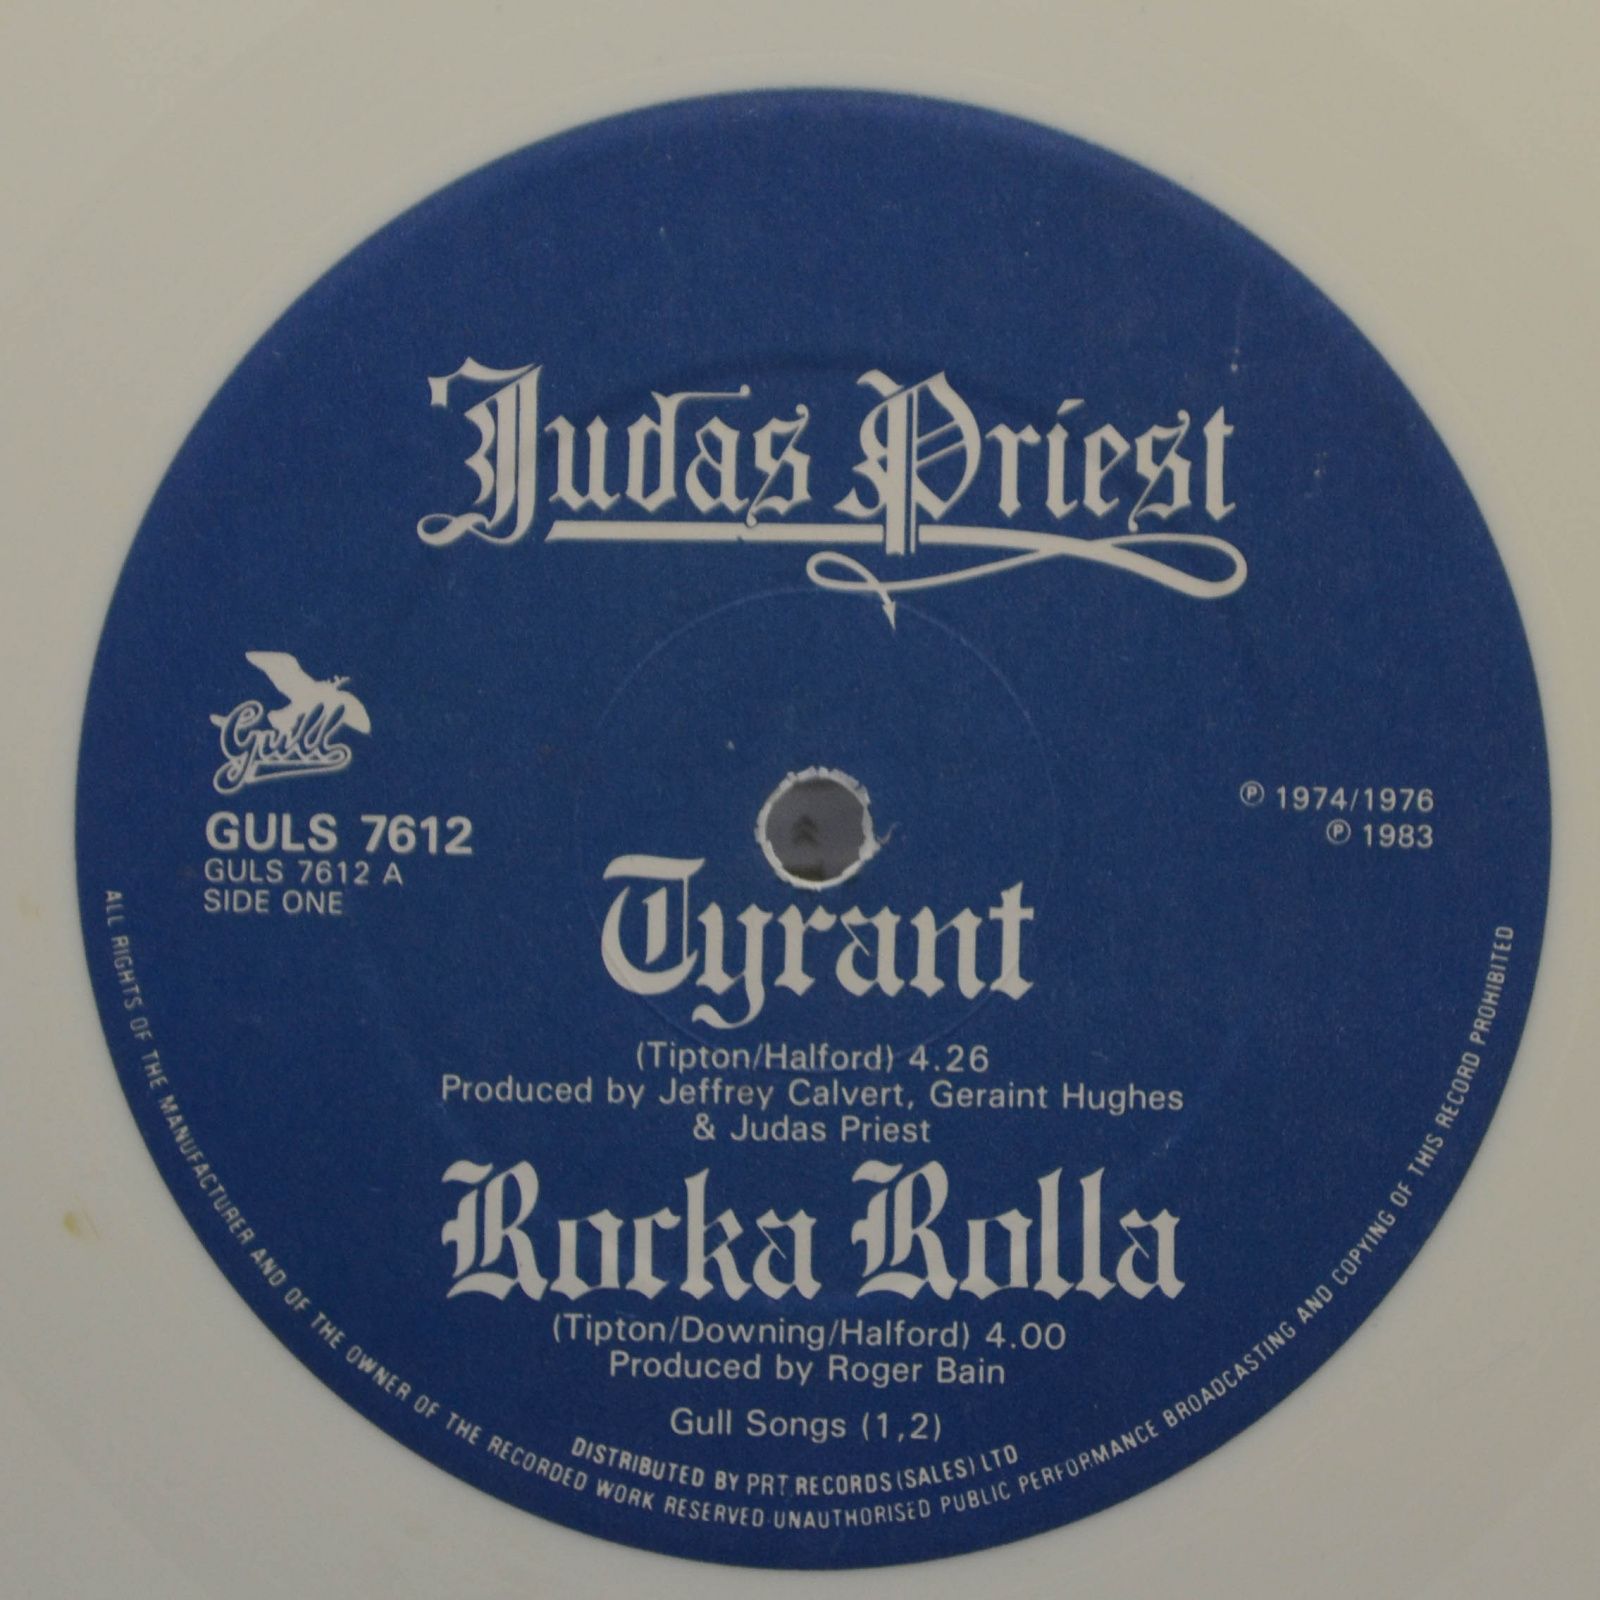 Judas Priest
Gull
GULS 7612
GULS 7612 A
SIDE ONE
℗ 1974/1976
℗ 1983
Tyrant
(Tipton/Halford) 4.26
Produced by Jeffrey Calvert, Geraint Hughes
& Judas Priest
Rocka Rolla
(Tipton/Downing/Halford) 4.00
Produced by Roger Bain
Gull Songs (1,2)
DISTRIBUTED BY PRT RECORDS (SALES) LTD
ALL RIGHTS OF THE MANUFACTURER AND OF THE OWNER OF THE RECORDED WORK RESERVED UNAUTHORISED PUBLIC PERFORMANCE BROADCASTING AND COPYING OF THIS RECORD PROHIBITED